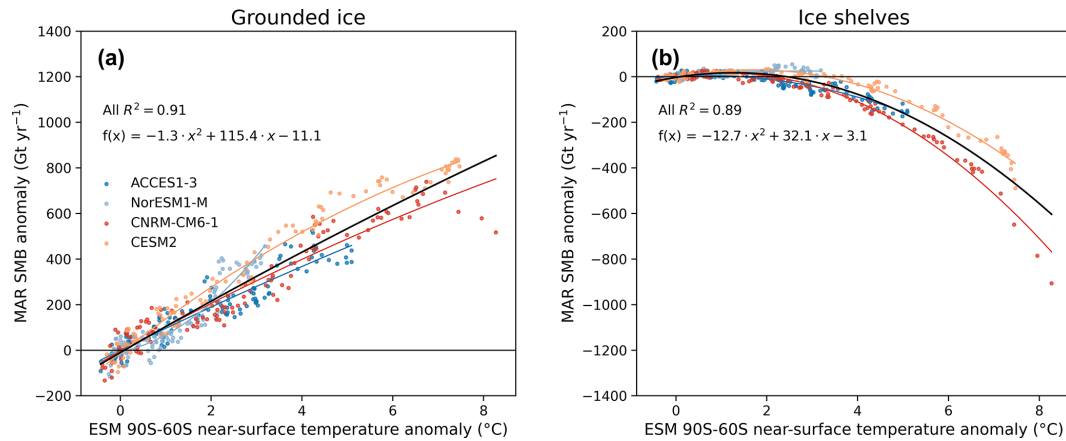 Grounded ice
(a)
All R² = 0.91
f(x) = −1.3 · x² + 115.4 · x − 11.1
ACCES1-3
NorESM1-M
CNRM-CM6-1
CESM2
1400
1200
1000
800
600
400
200
0
−200
MAR SMB anomaly (Gt yr⁻¹)
0 2 4 6 8
ESM 90S-60S near-surface temperature anomaly (°C)
Ice shelves
(b)
All R² = 0.89
f(x) = −12.7 · x² + 32.1 · x − 3.1
200
0
−200
−400
−600
−800
−1000
−1200
−1400
MAR SMB anomaly (Gt yr⁻¹)
0 2 4 6 8
ESM 90S-60S near-surface temperature anomaly (°C)